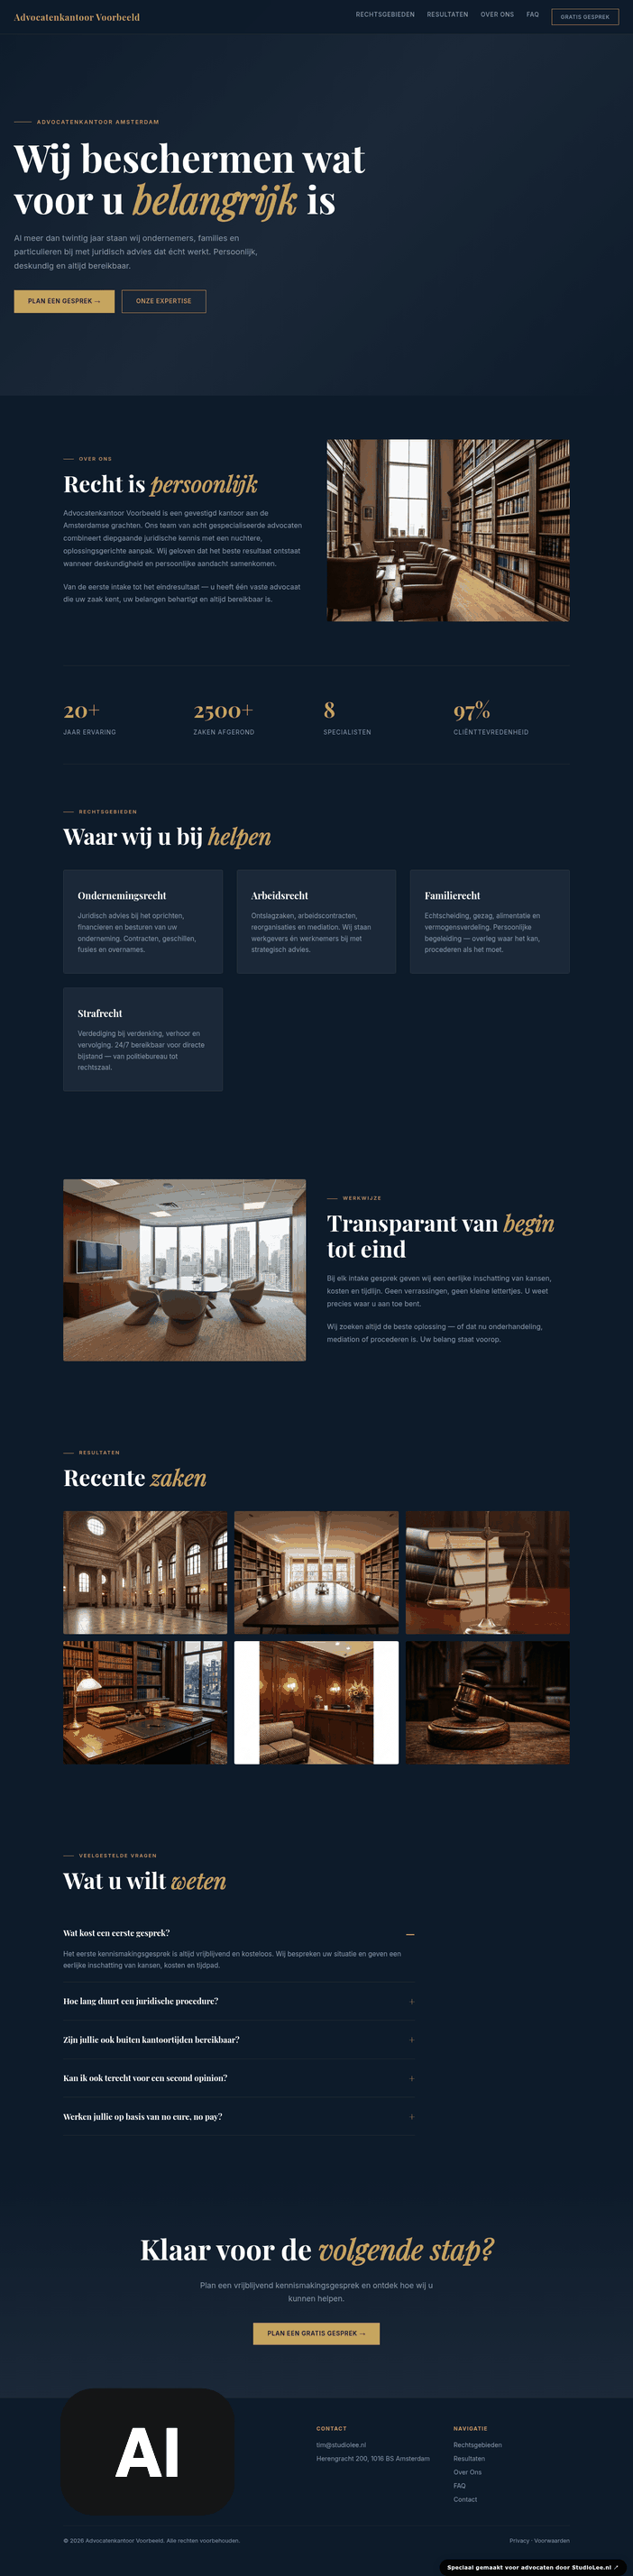 Advocatenkantoor Voorbeeld
RECHTSGEBIEDEN RESULTATEN OVER ONS FAQ GRATIS GESPREK
ADVOCATENKANTOOR AMSTERDAM
Wij beschermen wat
voor u belangrijk is
Al meer dan twintig jaar staan wij ondernemers, families en
particulieren bij met juridisch advies dat écht werkt. Persoonlijk,
deskundig en altijd bereikbaar.
PLAN EEN GESPREK →
ONZE EXPERTISE
OVER ONS
Recht is persoonlijk
Advocatenkantoor Voorbeeld is een gevestigd kantoor aan de
Amsterdamse grachten. Ons team van acht gespecialiseerde advocaten
combineert diepgaande juridische kennis met een nuchtere,
oplossingsgerichte aanpak. Wij geloven dat het beste resultaat ontstaat
wanneer deskundigheid en persoonlijke aandacht samenkomen.
Van de eerste intake tot het eindresultaat — u heeft één vaste advocaat
die uw zaak kent, uw belangen behartigt en altijd bereikbaar is.
20+
JAAR ERVARING
2500+
ZAKEN AFGEROND
8
SPECIALISTEN
97%
CLIËNTTEVREDENHEID
RECHTSGEBIEDEN
Waar wij u bij helpen
Ondernemingsrecht
Juridisch advies bij het oprichten,
financieren en besturen van uw
onderneming. Contracten, geschillen,
fusies en overnames.
Arbeidsrecht
Ontslagzaken, arbeidscontracten,
reorganisaties en mediation. Wij staan
werkgevers én werknemers bij met
strategisch advies.
Familierecht
Echtscheiding, gezag, alimentatie en
vermogensverdeling. Persoonlijke
begeleiding — overleg waar het kan,
procederen als het moet.
Strafrecht
Verdediging bij verdenking, verhoor en
vervolging. 24/7 bereikbaar voor directe
bijstand — van politiebureau tot
rechtszaal.
WERKWIJZE
Transparant van begin
tot eind
Bij elk intake gesprek geven wij een eerlijke inschatting van kansen,
kosten en tijdlijn. Geen verrassingen, geen kleine lettertjes. U weet
precies waar u aan toe bent.
Wij zoeken altijd de beste oplossing — of dat nu onderhandeling,
mediation of procederen is. Uw belang staat voorop.
RESULTATEN
Recente zaken
VEELGESTELDE VRAGEN
Wat u wilt weten
Wat kost een eerste gesprek?
Het eerste kennismakingsgesprek is altijd vrijblijvend en kosteloos. Wij bespreken uw situatie en geven een
eerlijke inschatting van kansen, kosten en tijdpad.
Hoe lang duurt een juridische procedure?
Zijn jullie ook buiten kantoortijden bereikbaar?
Kan ik ook terecht voor een second opinion?
Werken jullie op basis van no cure, no pay?
Klaar voor de volgende stap?
Plan een vrijblijvend kennismakingsgesprek en ontdek hoe wij u
kunnen helpen.
PLAN EEN GRATIS GESPREK →
AI
CONTACT
tim@studiolee.nl
Herengracht 200, 1016 BS Amsterdam
NAVIGATIE
Rechtsgebieden
Resultaten
Over Ons
FAQ
Contact
© 2026 Advocatenkantoor Voorbeeld. Alle rechten voorbehouden.
Privacy · Voorwaarden
Speciaal gemaakt voor advocaten door StudioLee.nl ↗